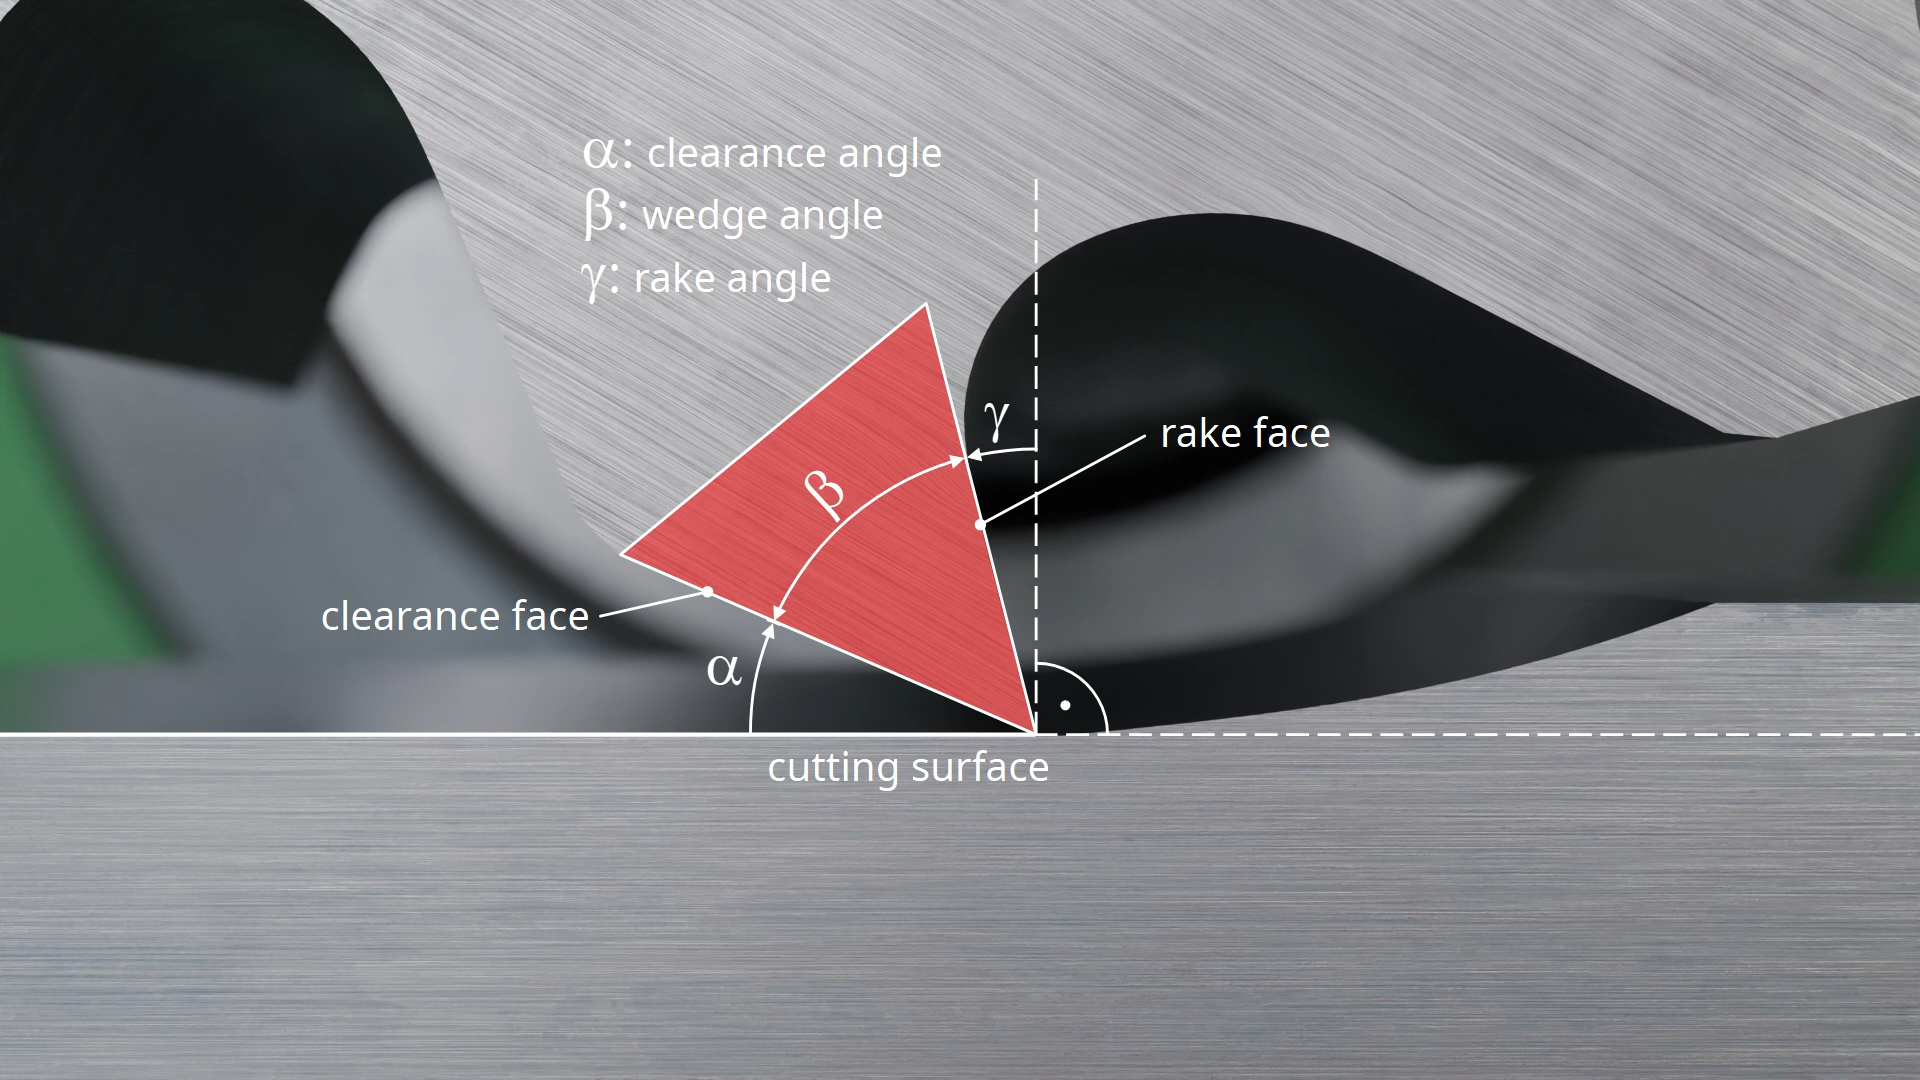 α: clearance angle
β: wedge angle
γ: rake angle
γ
rake face
β
clearance face
α
cutting surface